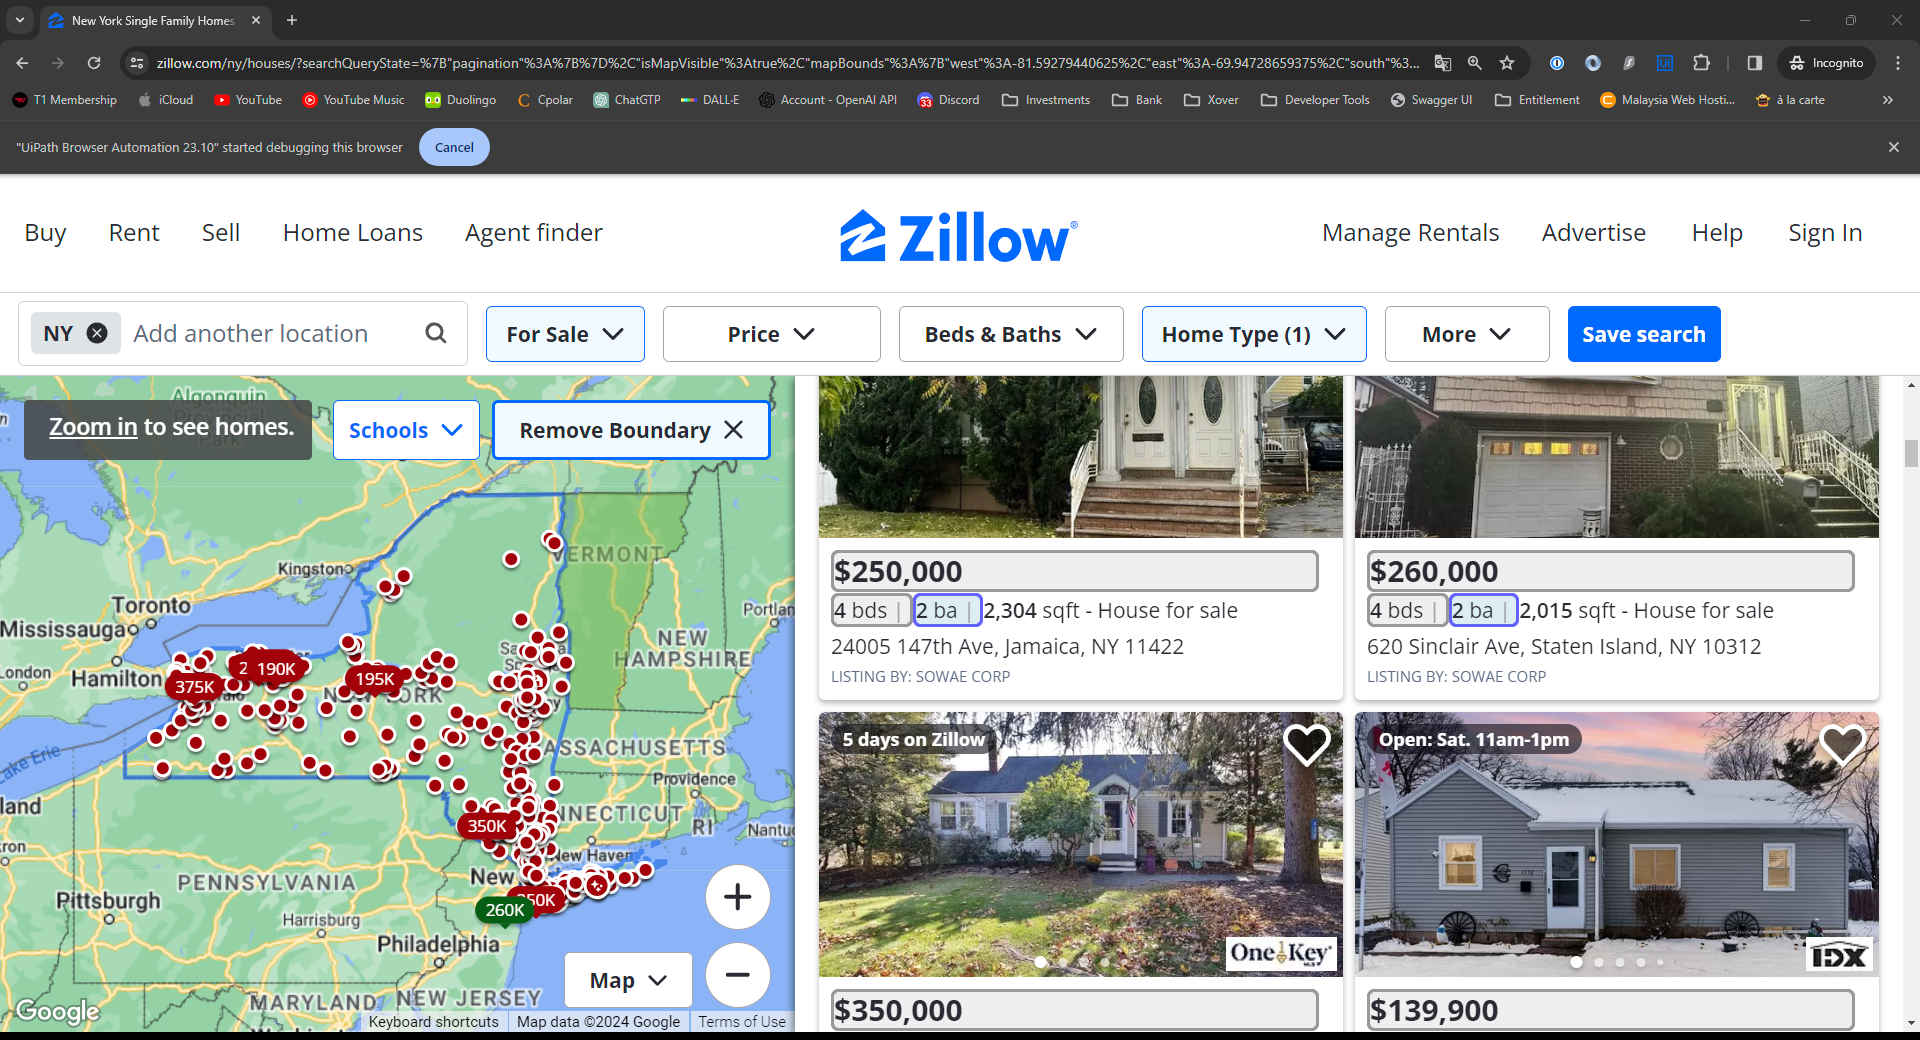 New York Single Family Homes
zillow.com/ny/houses/?searchQueryState=%7B"pagination"%3A%7B%7D%2C"isMapVisible"%3Atrue%2C"mapBounds"%3A%7B"west"%3A-81.59279440625%2C"east"%3A-69.94728659375%2C"south"%3...
Incognito
T1 Membership
iCloud
YouTube
YouTube Music
Duolingo
Cpolar
ChatGTP
DALL·E
Account - OpenAI API
Discord
Investments
Bank
Xover
Developer Tools
Swagger UI
Entitlement
Malaysia Web Hosti...
à la carte
"UiPath Browser Automation 23.10" started debugging this browser
Cancel
Buy
Rent
Sell
Home Loans
Agent finder
Zillow®
Manage Rentals
Advertise
Help
Sign In
NY
Add another location
For Sale
Price
Beds & Baths
Home Type (1)
More
Save search
Algonquin
Zoom in to see homes.
Schools
Remove Boundary
VERMONT
Kingston
Toronto
Mississauga
London
Hamilton
2
190K
375K
195K
NEW HAMPSHIRE
Portlan
MASSACHUSETTS
Providence
CONNECTICUT
RI
Nantu
350K
New Haven
New
260K
PENNSYLVANIA
Pittsburgh
Harrisburg
Philadelphia
MARYLAND
NEW JERSEY
Map
Google
Keyboard shortcuts
Map data ©2024 Google
Terms of Use
$250,000
4 bds | 2 ba | 2,304 sqft - House for sale
24005 147th Ave, Jamaica, NY 11422
LISTING BY: SOWAE CORP
$260,000
4 bds | 2 ba | 2,015 sqft - House for sale
620 Sinclair Ave, Staten Island, NY 10312
LISTING BY: SOWAE CORP
5 days on Zillow
OneKey
$350,000
Open: Sat. 11am-1pm
IDX
$139,900